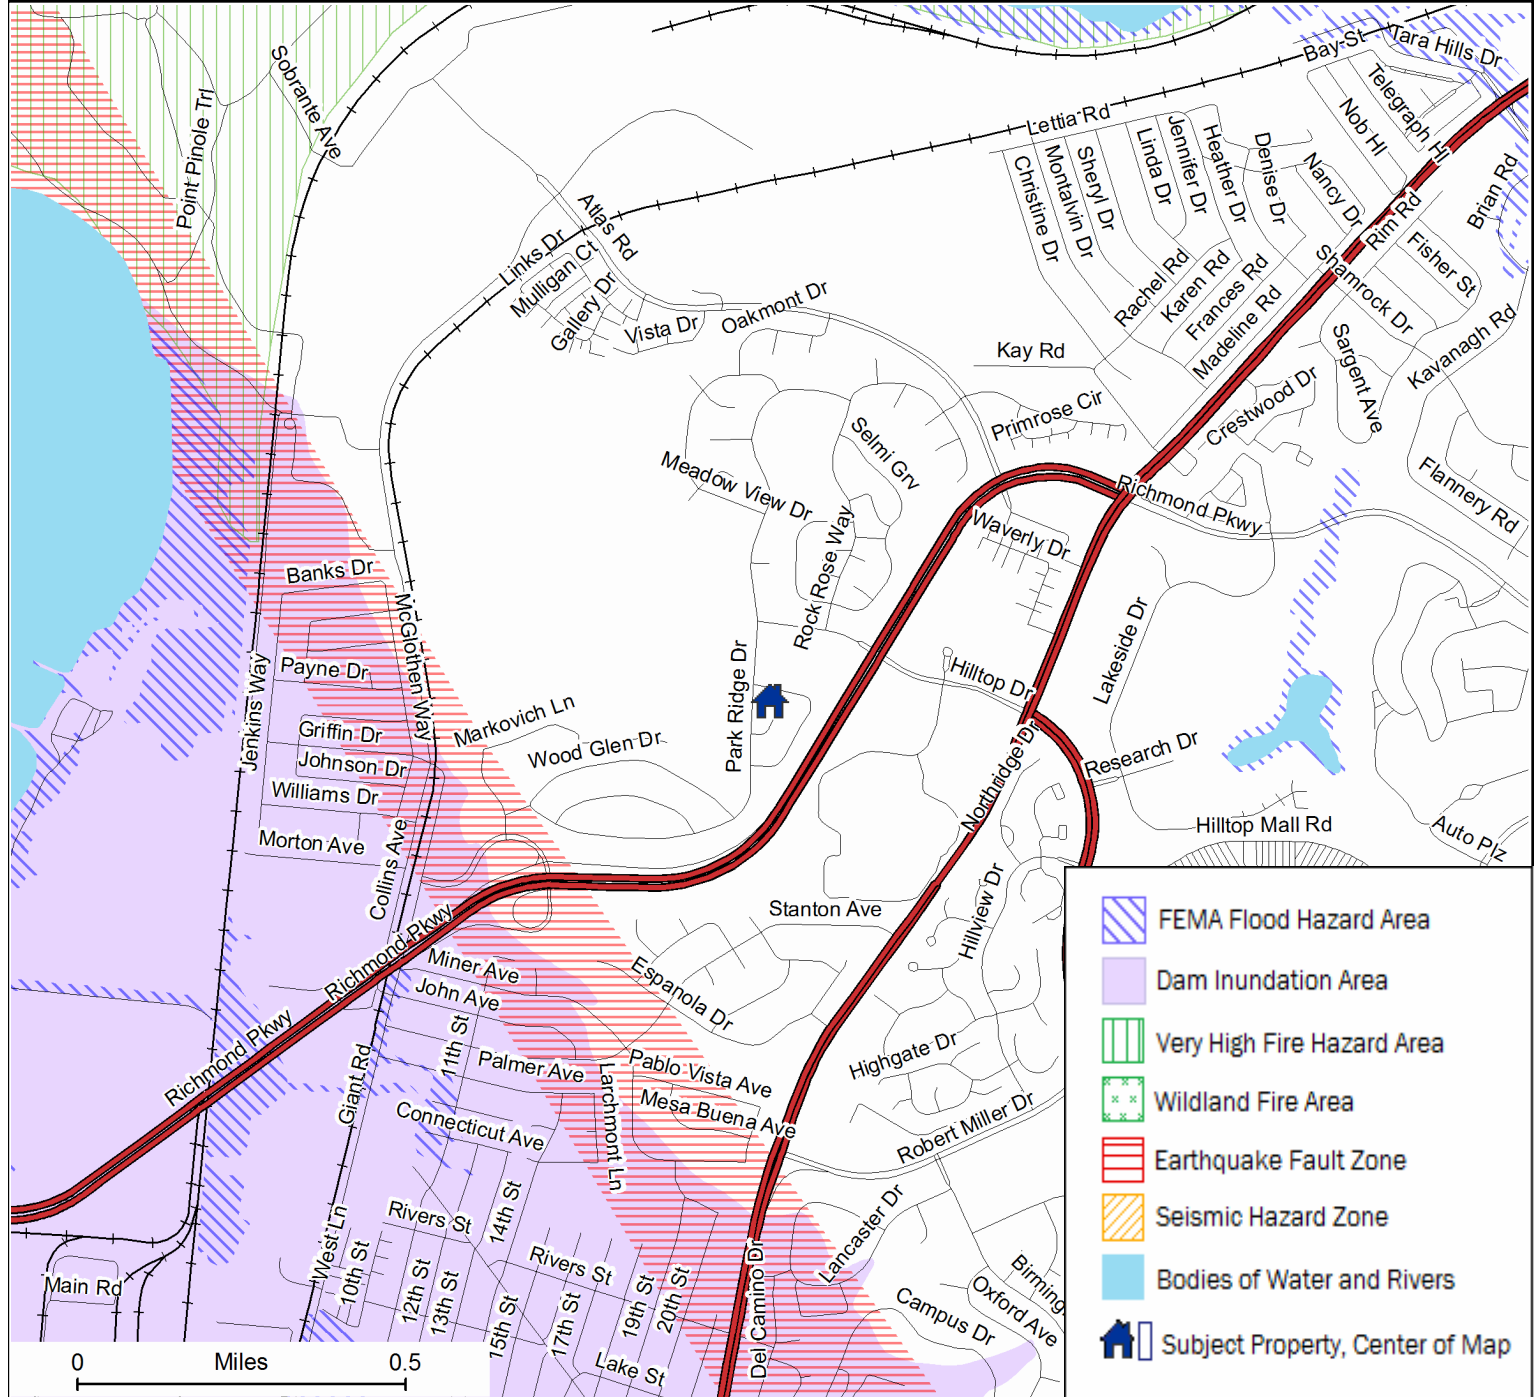 Bay St
Tara Hills Dr
Sobrante Ave
Telegraph Hl
Point Pinole Trl
Nob Hl
Lettia Rd
Jennifer Dr
Linda Dr
Heather Dr
Denise Dr
Sheryl Dr
Montalvin Dr
Christine Dr
Nancy Dr
Brian Rd
Rim Rd
Atlas Rd
Links Dr
Mulligan Ct
Gallery Dr
Vista Dr
Oakmont Dr
Fisher St
Shamrock Dr
Rachel Rd
Karen Rd
Frances Rd
Madeline Rd
Kavanagh Rd
Sargent Ave
Kay Rd
Crestwood Dr
Primrose Cir
Selmi Grv
Meadow View Dr
Richmond Pkwy
Flannery Rd
Waverly Dr
Rock Rose Way
Banks Dr
McGlothen Way
Lakeside Dr
Payne Dr
Jenkins Way
Park Ridge Dr
Hilltop Dr
Markovich Ln
Griffin Dr
Wood Glen Dr
Johnson Dr
Northridge Dr
Research Dr
Williams Dr
Morton Ave
Hilltop Mall Rd
Auto Plz
Collins Ave
Stanton Ave
Hillview Dr
Richmond Pkwy
Miner Ave
John Ave
Espanola Dr
Richmond Pkwy
11th St
Giant Rd
Palmer Ave
Pablo Vista Ave
Highgate Dr
Larchmont Ln
Mesa Buena Ave
Connecticut Ave
Robert Miller Dr
Rivers St
14th St
Lancaster Dr
West Ln
10th St
Rivers St
Main Rd
12th St
13th St
15th St
17th St
19th St
20th St
Del Camino Dr
Birming
Oxford Ave
Campus Dr
Lake St
0 Miles 0.5
FEMA Flood Hazard Area
Dam Inundation Area
Very High Fire Hazard Area
Wildland Fire Area
Earthquake Fault Zone
Seismic Hazard Zone
Bodies of Water and Rivers
Subject Property, Center of Map